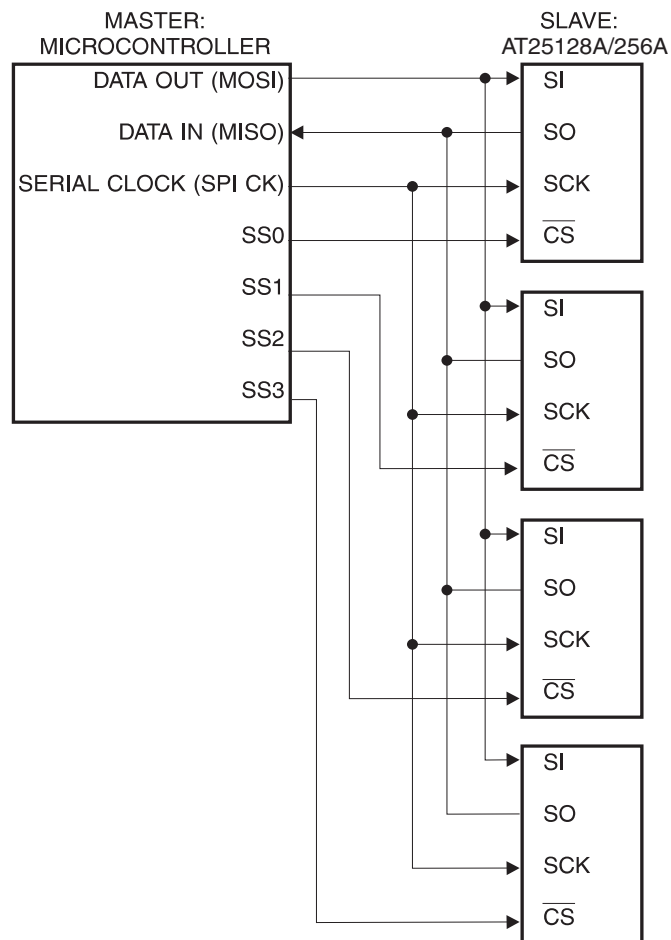 MASTER:
MICROCONTROLLER
SLAVE:
AT25128A/256A
DATA OUT (MOSI)
DATA IN (MISO)
SERIAL CLOCK (SPI CK)
SS0
SS1
SS2
SS3
SI
SO
SCK
CS
SI
SO
SCK
CS
SI
SO
SCK
CS
SI
SO
SCK
CS